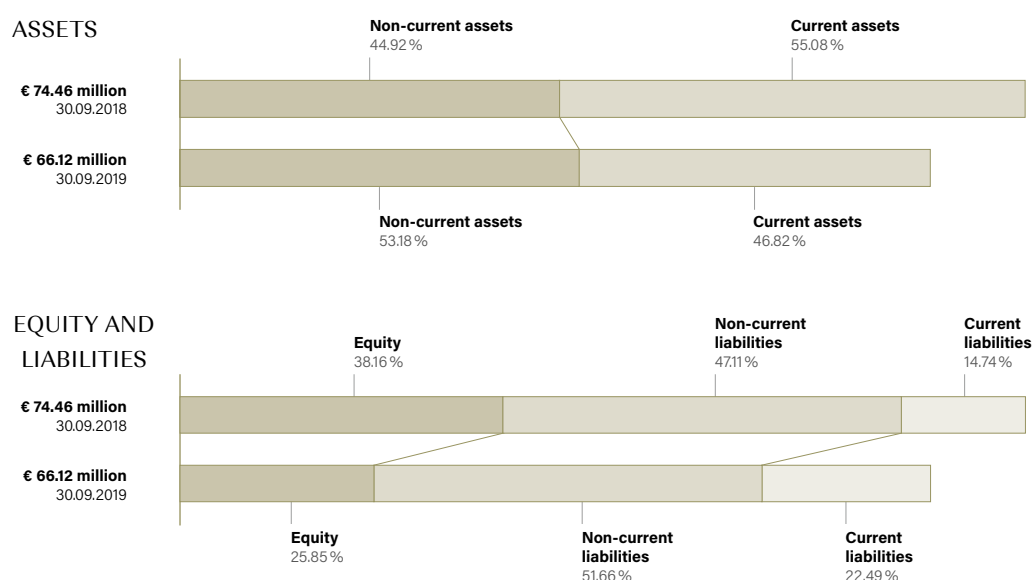 ASSETS
Non-current assets
44.92 %
Current assets
55.08 %
€ 74.46 million
30.09.2018
€ 66.12 million
30.09.2019
Non-current assets
53.18 %
Current assets
46.82 %
EQUITY AND
LIABILITIES
Equity
38.16 %
Non-current
liabilities
47.11 %
Current
liabilities
14.74 %
€ 74.46 million
30.09.2018
€ 66.12 million
30.09.2019
Equity
25.85 %
Non-current
liabilities
51.66 %
Current
liabilities
22.49 %